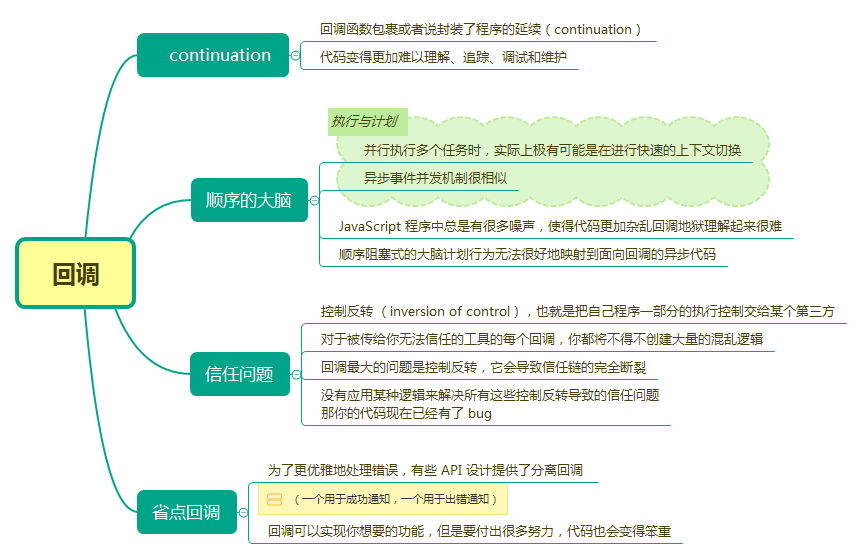 回调
continuation
回调函数包裹或者说封装了程序的延续（continuation）
代码变得更加难以理解、追踪、调试和维护
顺序的大脑
执行与计划
并行执行多个任务时，实际上极有可能是在进行快速的上下文切换
异步事件并发机制很相似
JavaScript 程序中总是有很多噪声，使得代码更加杂乱回调地狱理解起来很难
顺序阻塞式的大脑计划行为无法很好地映射到面向回调的异步代码
信任问题
控制反转 （inversion of control），也就是把自己程序一部分的执行控制交给某个第三方
对于被传给你无法信任的工具的每个回调，你都将不得不创建大量的混乱逻辑
回调最大的问题是控制反转，它会导致信任链的完全断裂
没有应用某种逻辑来解决所有这些控制反转导致的信任问题
那你的代码现在已经有了 bug
省点回调
为了更优雅地处理错误，有些 API 设计提供了分离回调
（一个用于成功通知，一个用于出错通知）
回调可以实现你想要的功能，但是要付出很多努力，代码也会变得笨重